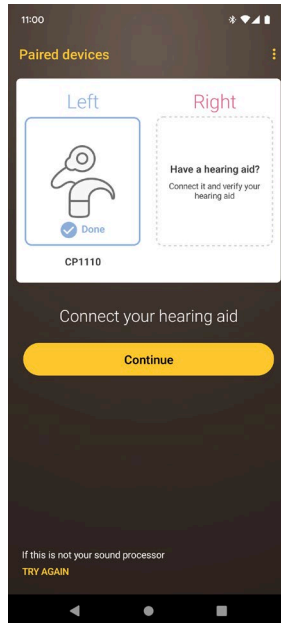 11:00
Paired devices
Left
Right
Done
Have a hearing aid?
Connect it and verify your
hearing aid
CP1110
Connect your hearing aid
Continue
If this is not your sound processor
TRY AGAIN